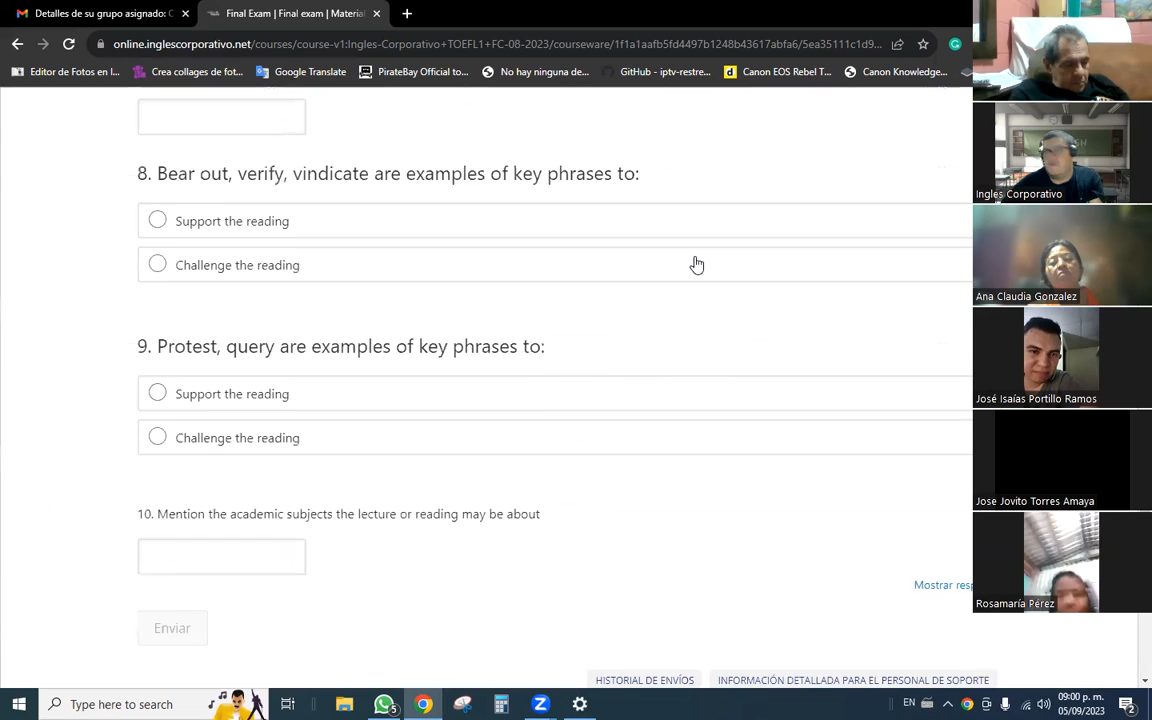 Detalles de su grupo asignado: C
Final Exam | Final exam | Material
online.inglescorporativo.net/courses/course-v1:Ingles-Corporativo+TOEFL1+FC-08-2023/courseware/1f1a1aafb5fd4497b1248b43617abfa6/5ea35111c1d9...
Editor de Fotos en l...
Crea collages de fot...
Google Translate
PirateBay Official to...
No hay ninguna de...
GitHub - iptv-restre...
Canon EOS Rebel T...
Canon Knowledge...
8. Bear out, verify, vindicate are examples of key phrases to:
Support the reading
Challenge the reading
9. Protest, query are examples of key phrases to:
Support the reading
Challenge the reading
10. Mention the academic subjects the lecture or reading may be about
Mostrar resp
Enviar
HISTORIAL DE ENVÍOS
INFORMACIÓN DETALLADA PARA EL PERSONAL DE SOPORTE
Ingles Corporativo
Ana Claudia Gonzalez
José Isaías Portillo Ramos
Jose Jovito Torres Amaya
Rosamaría Pérez
Type here to search
5
EN
09:00 p. m.
05/09/2023
2